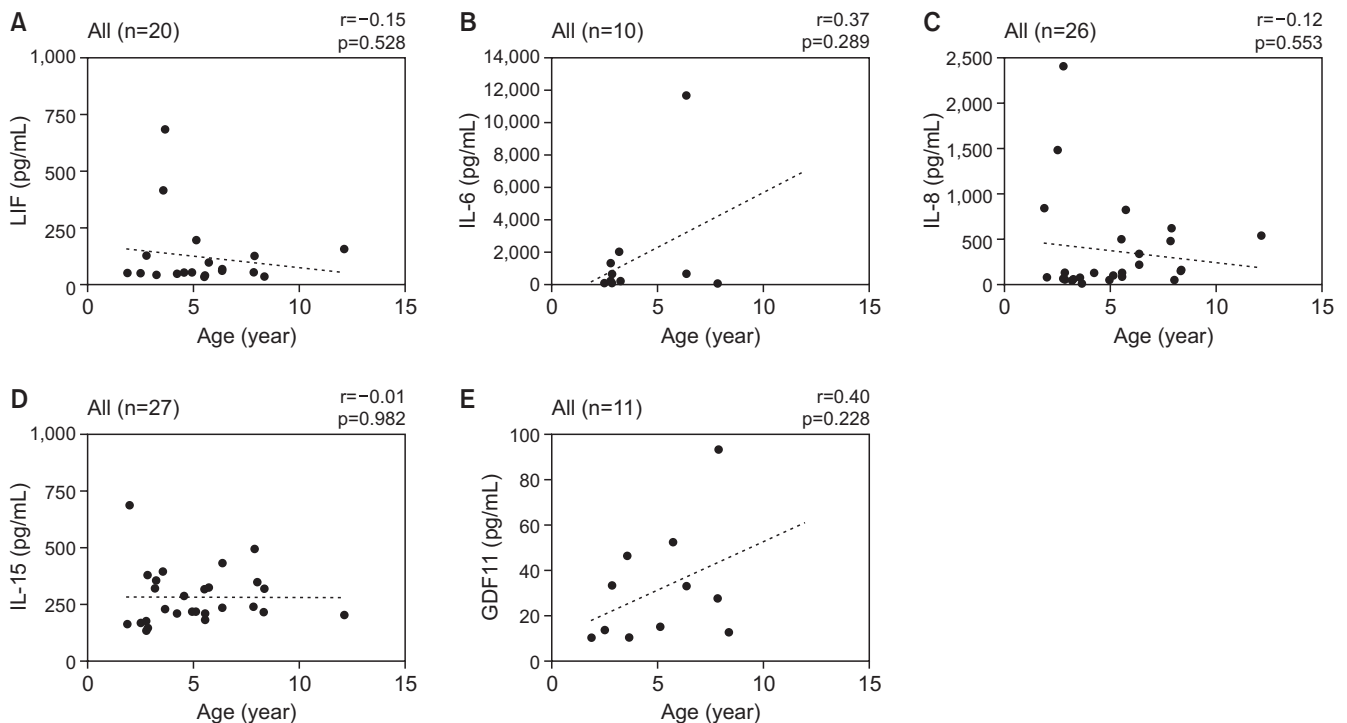 A
All (n=20)
r=−0.15
p=0.528
1,000
750
500
250
0
LIF (pg/mL)
0 5 10 15
Age (year)
B
All (n=10)
r=0.37
p=0.289
14,000
12,000
10,000
8,000
6,000
4,000
2,000
0
IL-6 (pg/mL)
0 5 10 15
Age (year)
C
All (n=26)
r=−0.12
p=0.553
2,500
2,000
1,500
1,000
500
0
IL-8 (pg/mL)
0 5 10 15
Age (year)
D
All (n=27)
r=−0.01
p=0.982
1,000
750
500
250
0
IL-15 (pg/mL)
0 5 10 15
Age (year)
E
All (n=11)
r=0.40
p=0.228
100
80
60
40
20
0
GDF11 (pg/mL)
0 5 10 15
Age (year)